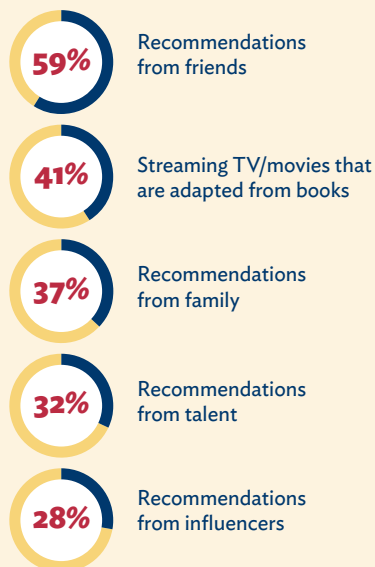 59%
Recommendations
from friends
41%
Streaming TV/movies that
are adapted from books
37%
Recommendations
from family
32%
Recommendations
from talent
28%
Recommendations
from influencers